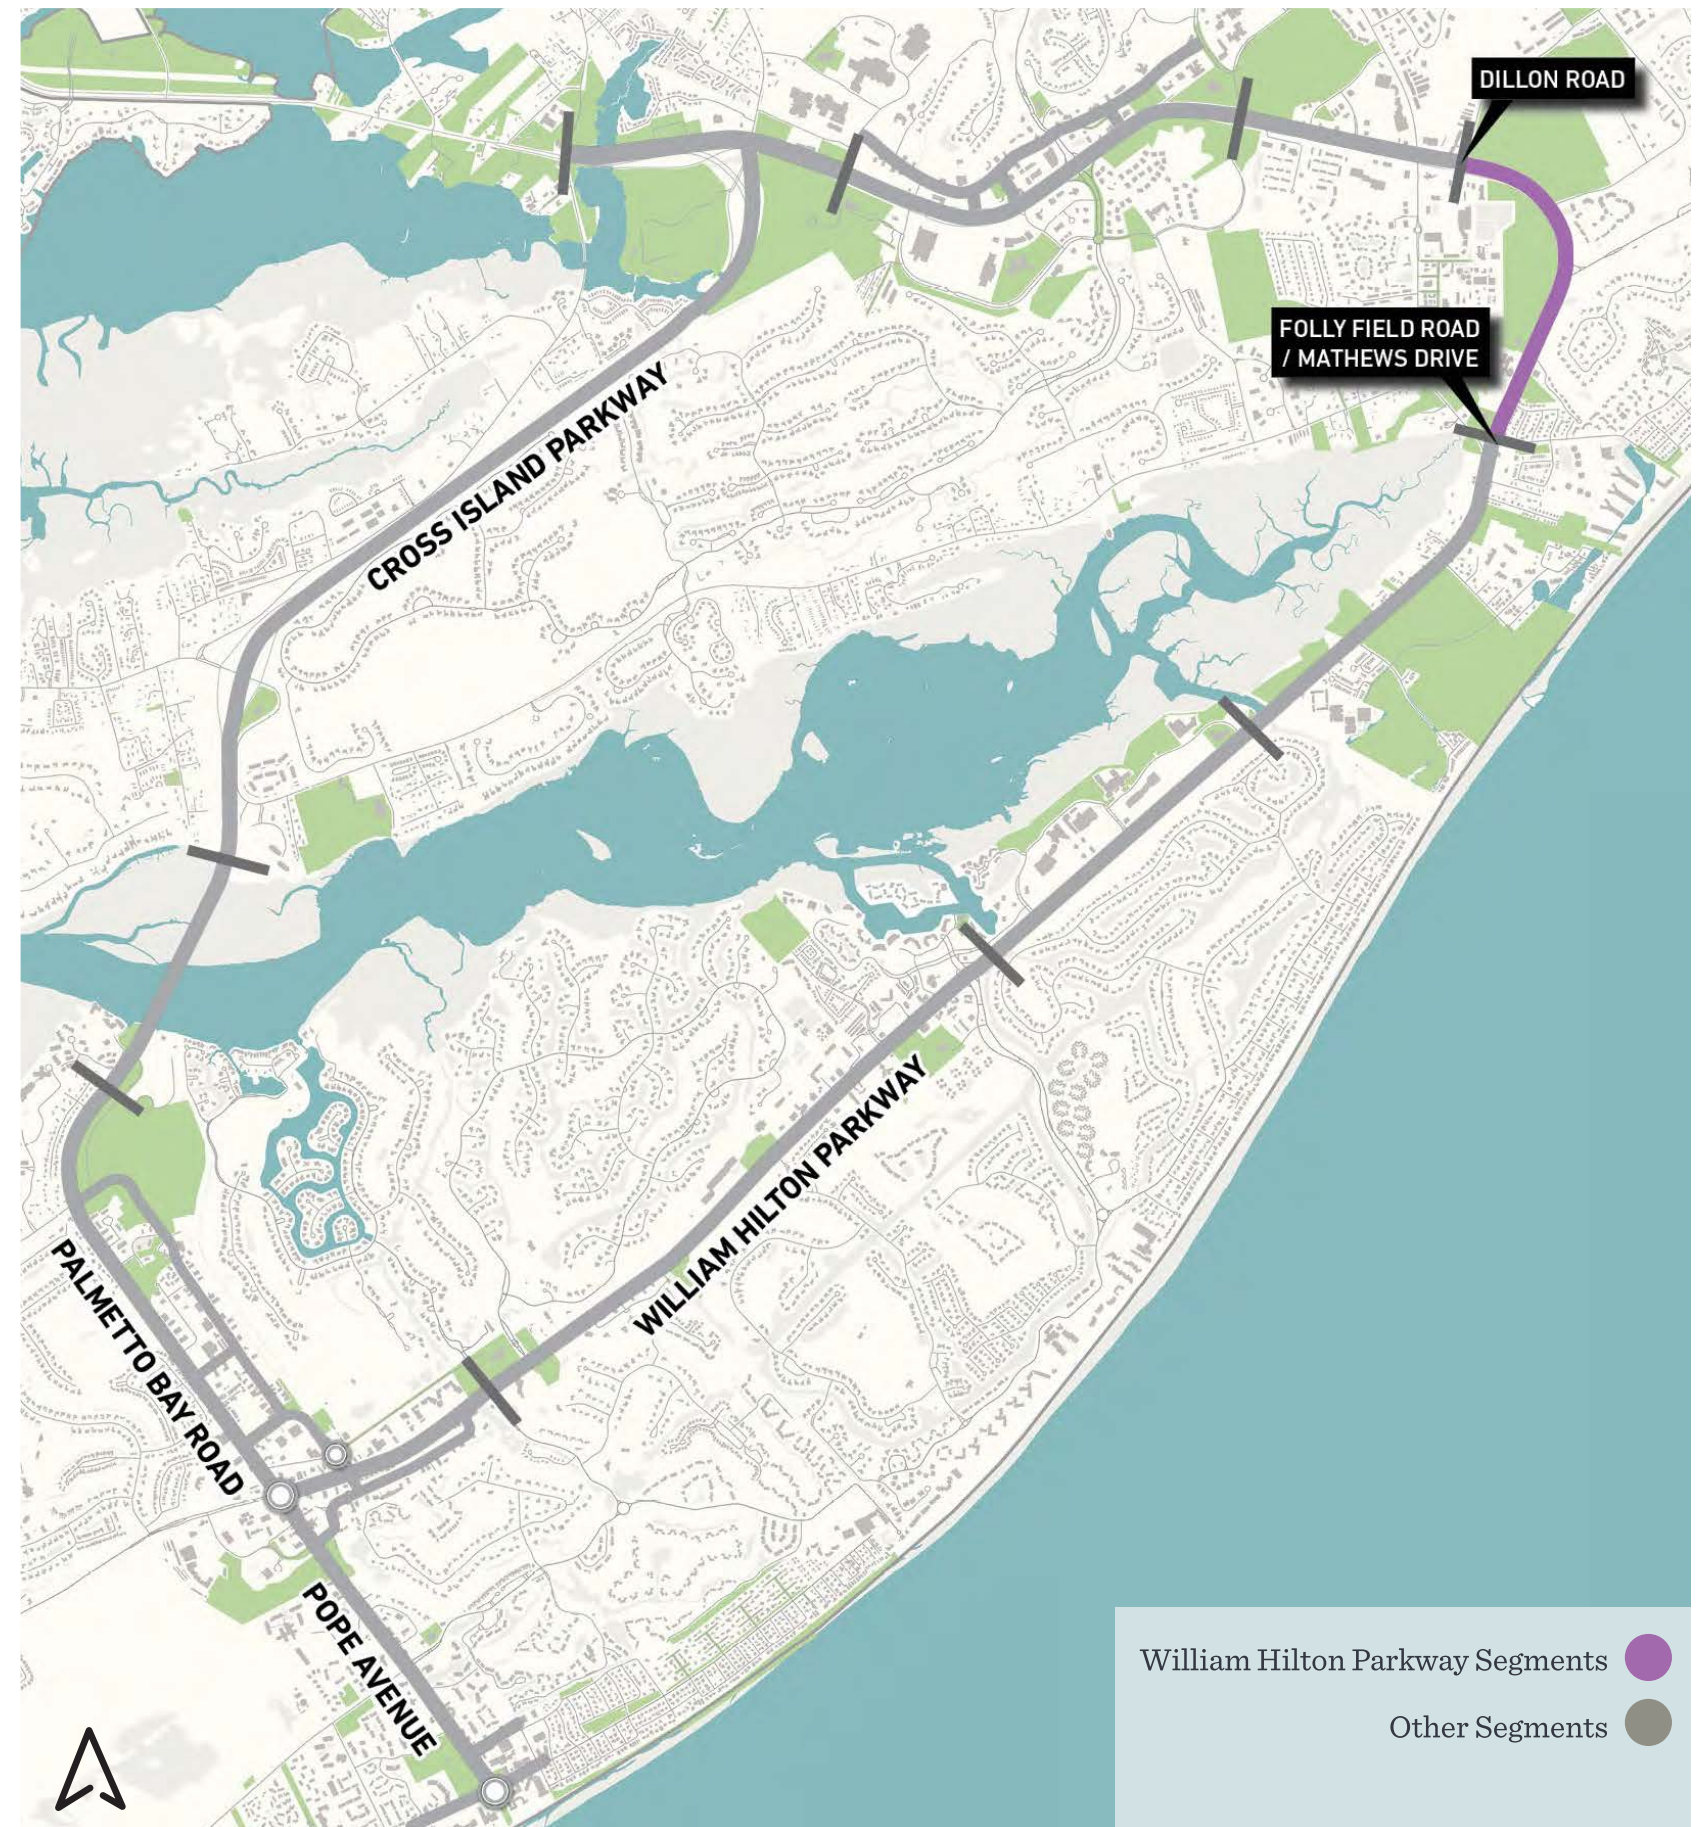 DILLON ROAD
FOLLY FIELD ROAD
/ MATHEWS DRIVE
CROSS ISLAND PARKWAY
WILLIAM HILTON PARKWAY
PALMETTO BAY ROAD
POPE AVENUE
William Hilton Parkway Segments
Other Segments